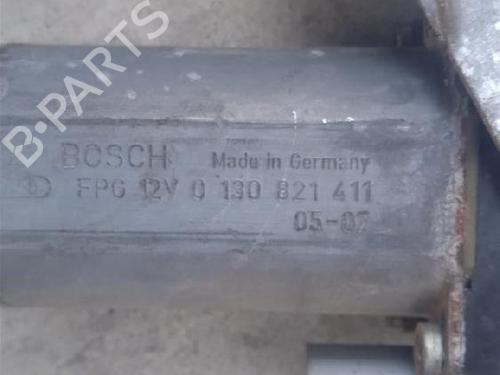 B-PARTS
BOSCH Made in Germany
FPG 12V 0 130 821 411
05-07